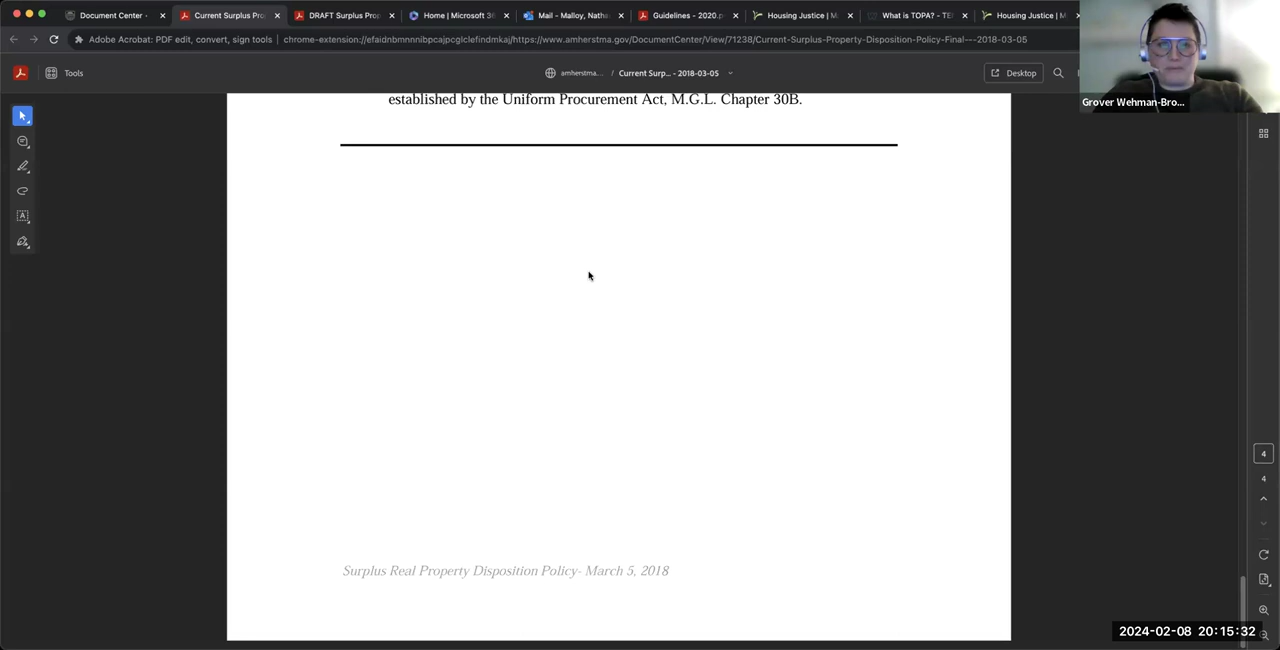 Document Center -
Current Surplus Pro
DRAFT Surplus Prop
Home | Microsoft 36
Mail - Malloy, Nathe
Guidelines - 2020.p
Housing Justice | M
What is TOPA? - TE
Housing Justice | M
Adobe Acrobat: PDF edit, convert, sign tools
chrome-extension://efaidnbmnnnibpcajpcglclefindmkaj/https://www.amherstma.gov/DocumentCenter/View/71238/Current-Surplus-Property-Disposition-Policy-Final---2018-03-05
Tools
amherstma....
/ Current Surp... - 2018-03-05
Desktop
Grover Wehman-Bro...
established by the Uniform Procurement Act, M.G.L. Chapter 30B.
4
4
Surplus Real Property Disposition Policy- March 5, 2018
2024-02-08 20:15:32